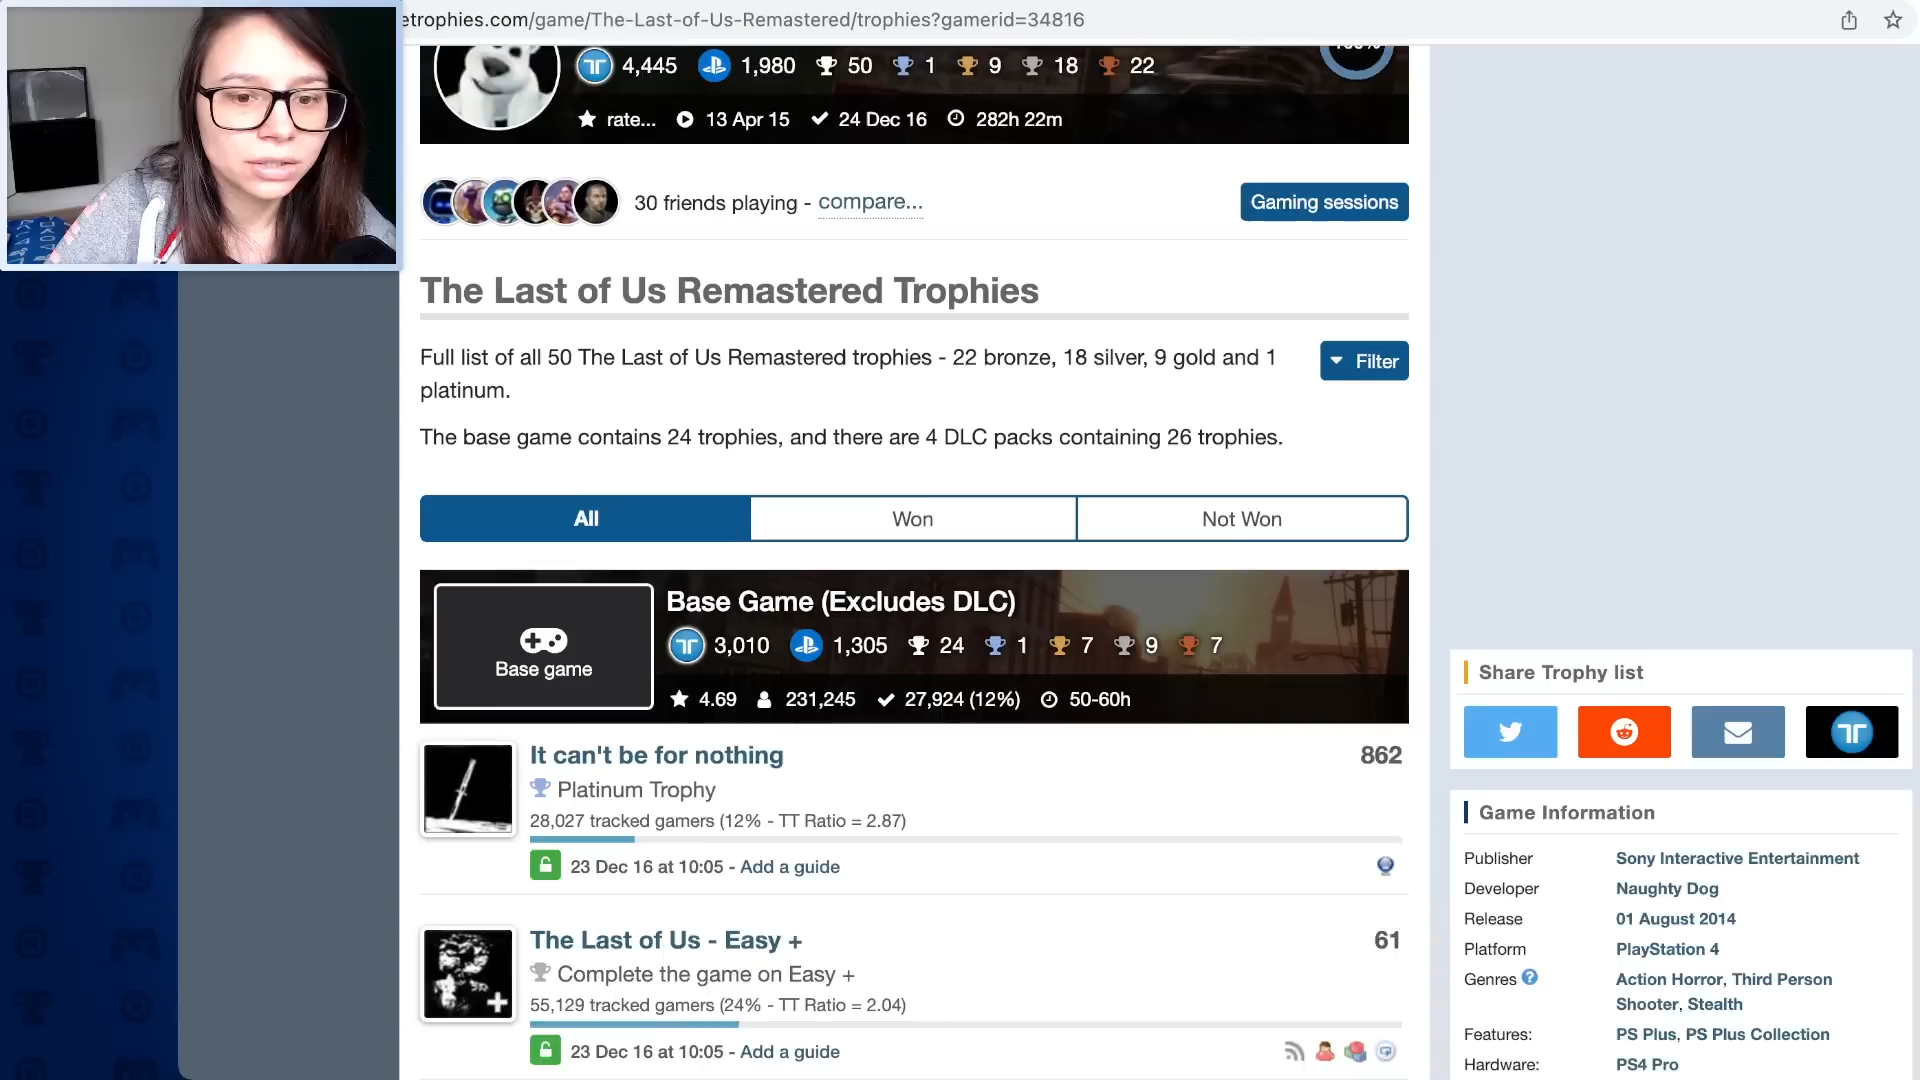 etrophies.com/game/The-Last-of-Us-Remastered/trophies?gamerid=34816
4,445 1,980 50 1 9 18 22
rate... 13 Apr 15 24 Dec 16 282h 22m
30 friends playing - compare...
Gaming sessions
The Last of Us Remastered Trophies
Full list of all 50 The Last of Us Remastered trophies - 22 bronze, 18 silver, 9 gold and 1
platinum.
Filter
The base game contains 24 trophies, and there are 4 DLC packs containing 26 trophies.
All Won Not Won
Base game
Base Game (Excludes DLC)
3,010 1,305 24 1 7 9 7
4.69 231,245 27,924 (12%) 50-60h
It can't be for nothing 862
Platinum Trophy
28,027 tracked gamers (12% - TT Ratio = 2.87)
23 Dec 16 at 10:05 - Add a guide
The Last of Us - Easy + 61
Complete the game on Easy +
55,129 tracked gamers (24% - TT Ratio = 2.04)
23 Dec 16 at 10:05 - Add a guide
Share Trophy list
Game Information
Publisher Sony Interactive Entertainment
Developer Naughty Dog
Release 01 August 2014
Platform PlayStation 4
Genres Action Horror, Third Person
Shooter, Stealth
Features: PS Plus, PS Plus Collection
Hardware: PS4 Pro